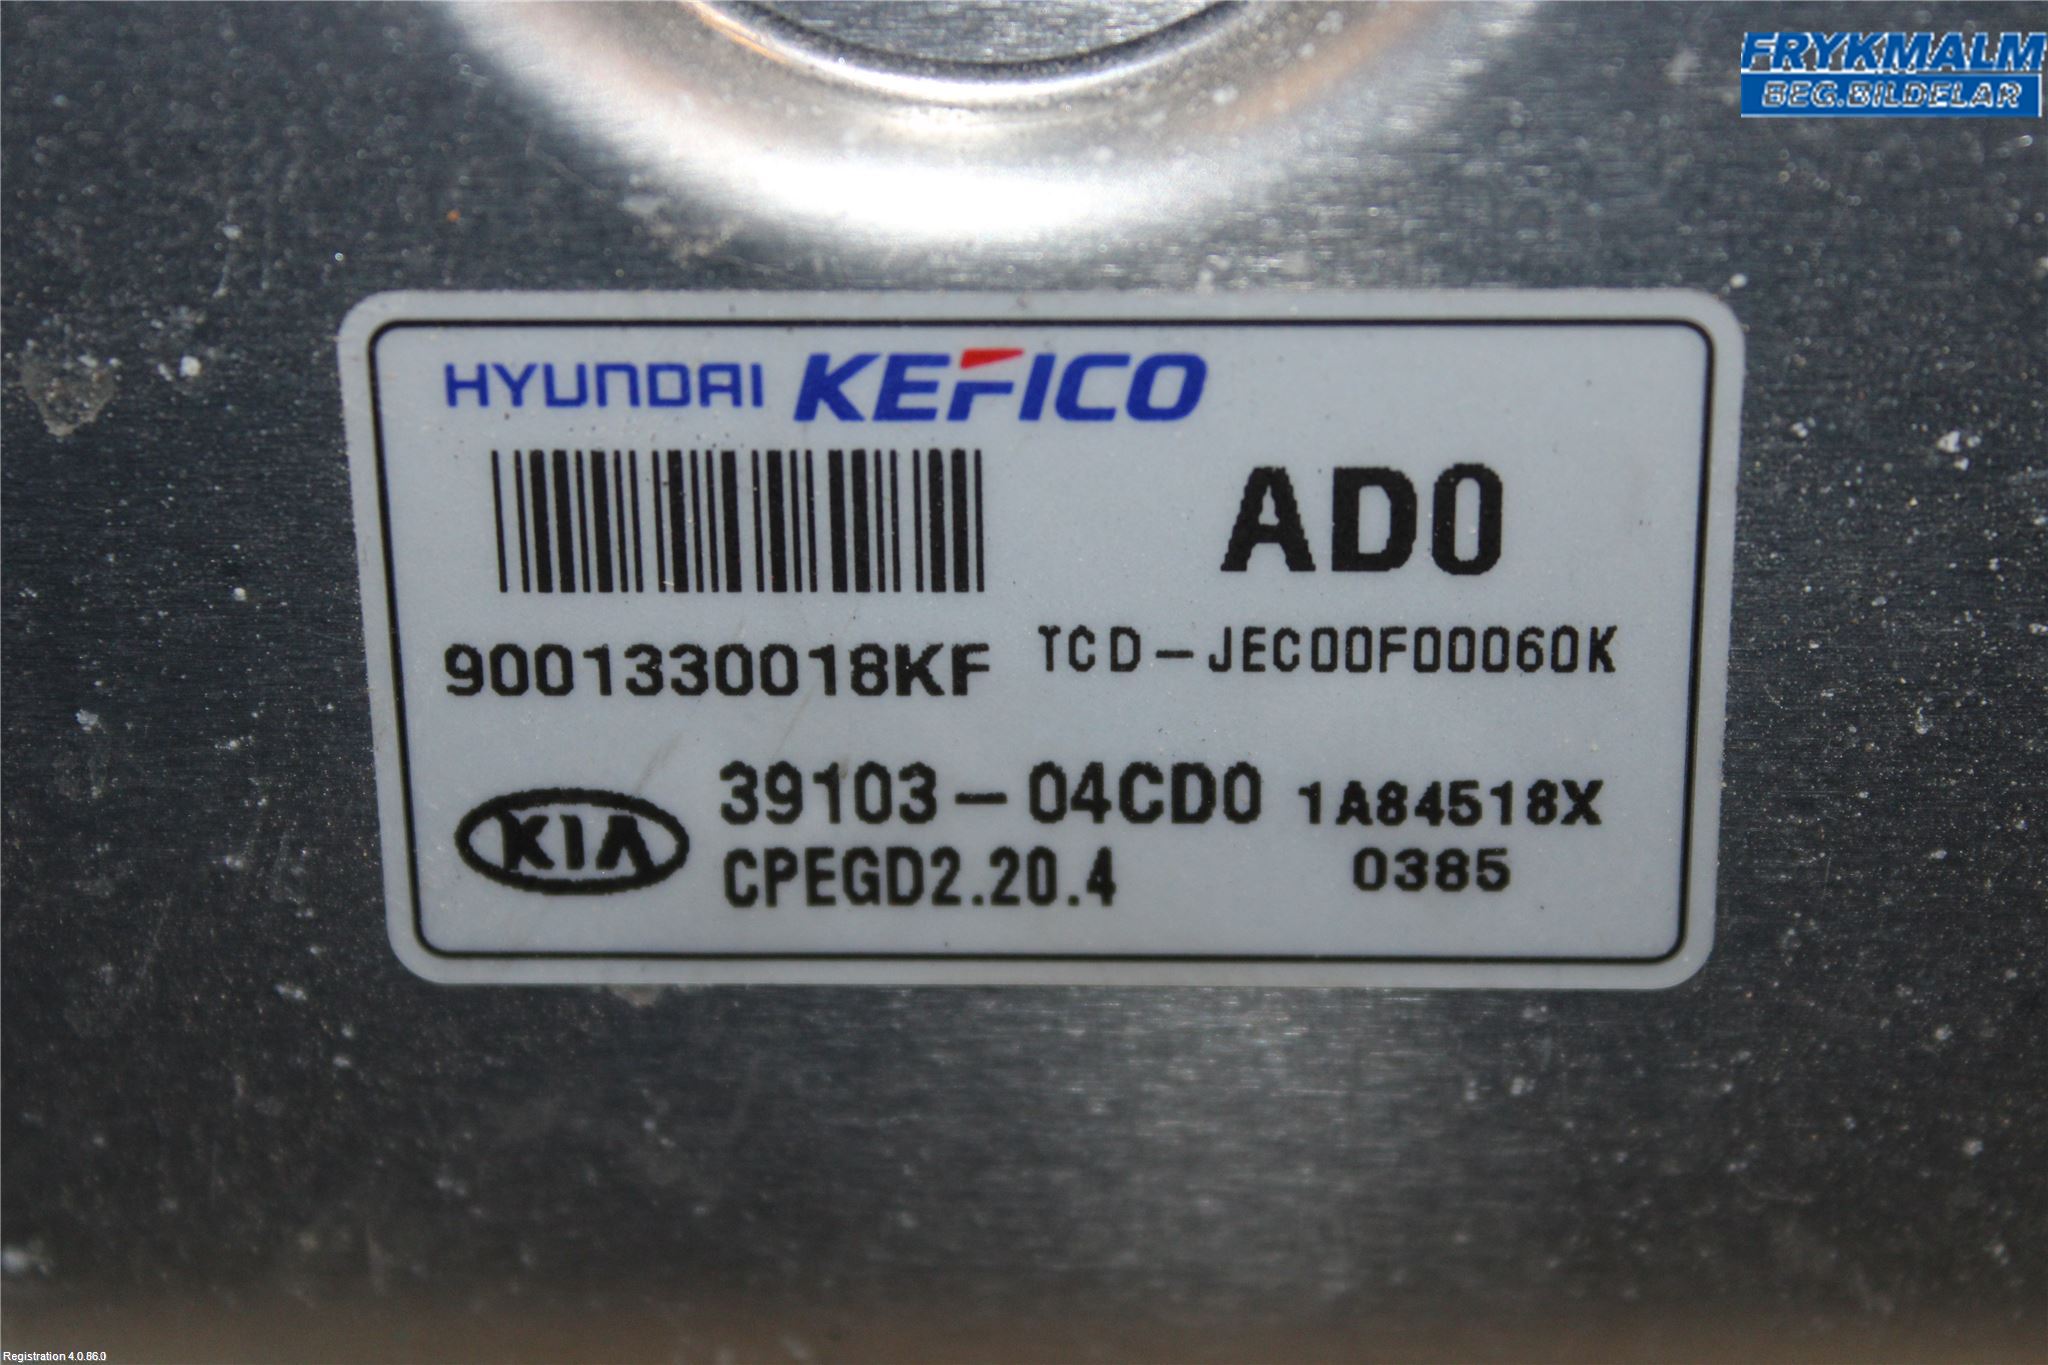 FRYKMALM
BEG.BILDELAR
HYUNDAI KEFICO
AD0
9001330018KF TCD-JEC00F00060K
KIA 39103-04CD0 1A84518X
CPEGD2.20.4 0385
Registration 4.0.86.0